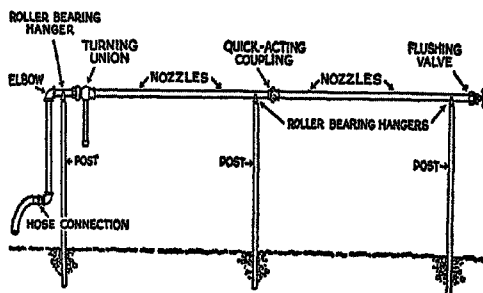 ROLLER BEARING
HANGER
TURNING
UNION
ELBOW
NOZZLES
QUICK-ACTING
COUPLING
NOZZLES
FLUSHING
VALVE
ROLLER BEARING HANGERS
POST
POST
POST
HOSE CONNECTION